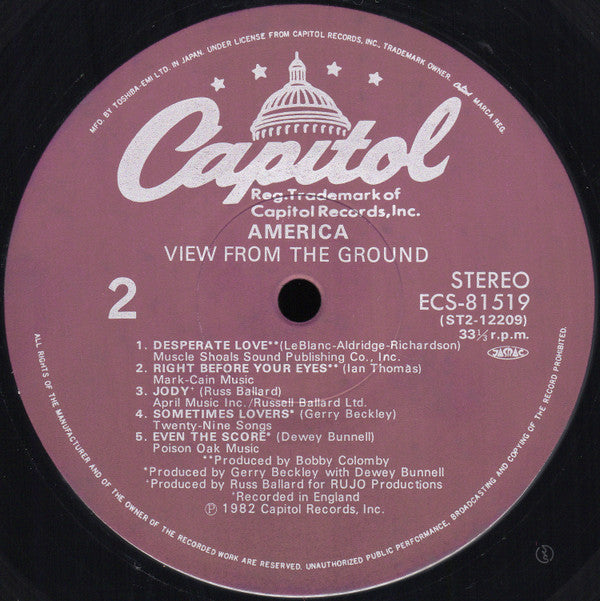 MFD. BY TOSHIBA-EMI LTD. IN JAPAN. UNDER LICENSE FROM CAPITOL RECORDS, INC., TRADEMARK OWNER. Capitol MARCA REG.
Capitol
Reg. Trademark of
Capitol Records, Inc.
AMERICA
VIEW FROM THE GROUND
2
STEREO
ECS-81519
(ST2-12209)
33⅓ r.p.m.
JASRAC
1. DESPERATE LOVE**(LeBlanc-Aldridge-Richardson)
Muscle Shoals Sound Publishing Co., Inc.
2. RIGHT BEFORE YOUR EYES** (Ian Thomas)
Mark-Cain Music
3. JODY⁺ (Russ Ballard)
April Music Inc./Russell Ballard Ltd.
4. SOMETIMES LOVERS* (Gerry Beckley)
Twenty-Nine Songs
5. EVEN THE SCORE* (Dewey Bunnell)
Poison Oak Music
**Produced by Bobby Colomby
*Produced by Gerry Beckley with Dewey Bunnell
⁺Produced by Russ Ballard for RUJO Productions
⁺Recorded in England
Ⓟ 1982 Capitol Records, Inc.
ALL RIGHTS OF THE MANUFACTURER AND OF THE OWNER OF THE RECORDED WORK ARE RESERVED. UNAUTHORIZED PUBLIC PERFORMANCE, BROADCASTING AND COPYING OF THIS RECORD PROHIBITED.